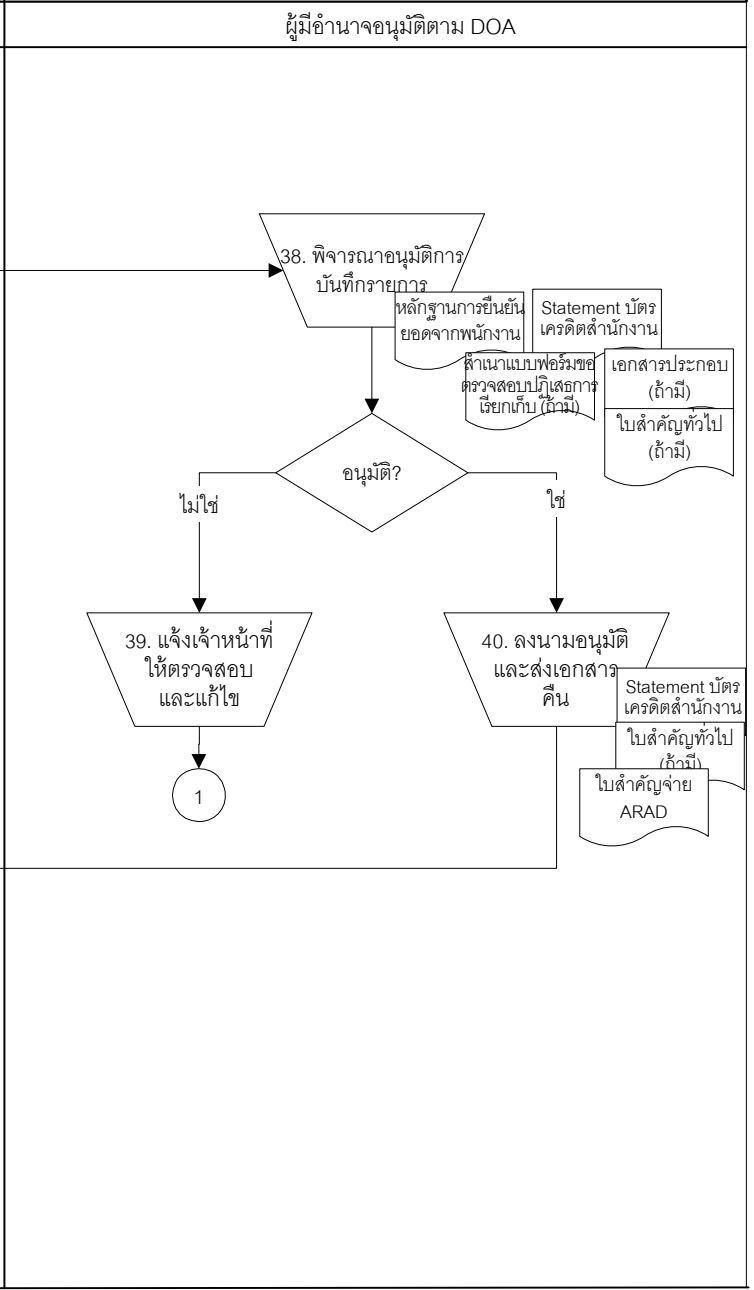 ผู้มีอำนาจอนุมัติตาม DOA
38. พิจารณาอนุมัติการ
บันทึกรายการ
หลักฐานการยืนยัน
ยอดจากพนักงาน
Statement บัตร
เครดิตสำนักงาน
สำเนาแบบฟอร์มขอ
ตรวจสอบปฏิเสธการ
เรียกเก็บ (ถ้ามี)
เอกสารประกอบ
(ถ้ามี)
ใบสำคัญทั่วไป
(ถ้ามี)
อนุมัติ?
ไม่ใช่
ใช่
39. แจ้งเจ้าหน้าที่
ให้ตรวจสอบ
และแก้ไข
40. ลงนามอนุมัติ
และส่งเอกสาร
คืน
Statement บัตร
เครดิตสำนักงาน
ใบสำคัญทั่วไป
(ถ้ามี)
ใบสำคัญจ่าย
ARAD
1